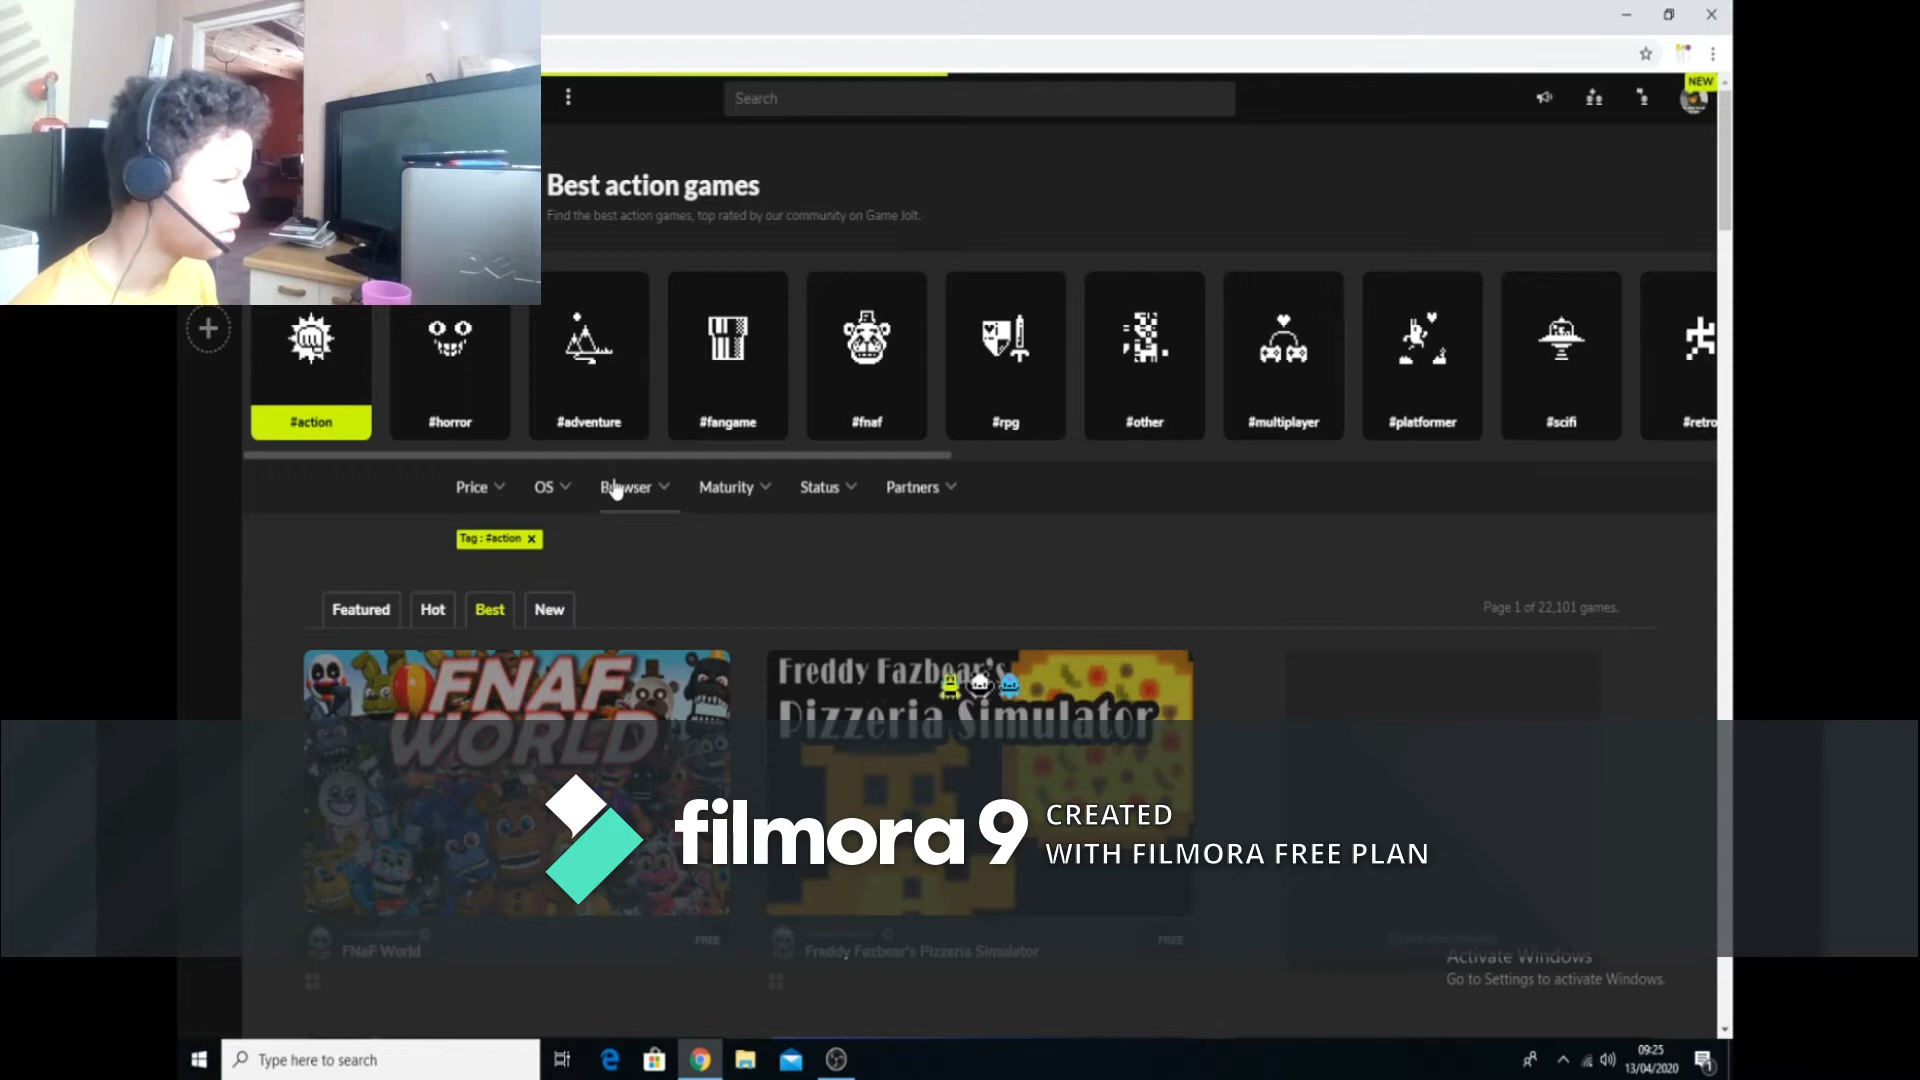 NEW
Search
Best action games
Find the best action games, top rated by our community on Game Jolt.
#action
#horror
#adventure
#fangame
#fnaf
#rpg
#other
#multiplayer
#platformer
#scifi
#retro
Price
OS
Browser
Maturity
Status
Partners
Tag : #action x
Featured
Hot
Best
New
Page 1 of 22,101 games.
FNAF
WORLD
Freddy Fazbear's
Pizzeria Simulator
filmora 9
CREATED
WITH FILMORA FREE PLAN
FNaF World
FREE
Freddy Fazbear's Pizzeria Simulator
FREE
Activate Windows
Go to Settings to activate Windows.
Type here to search
09:25
13/04/2020
1